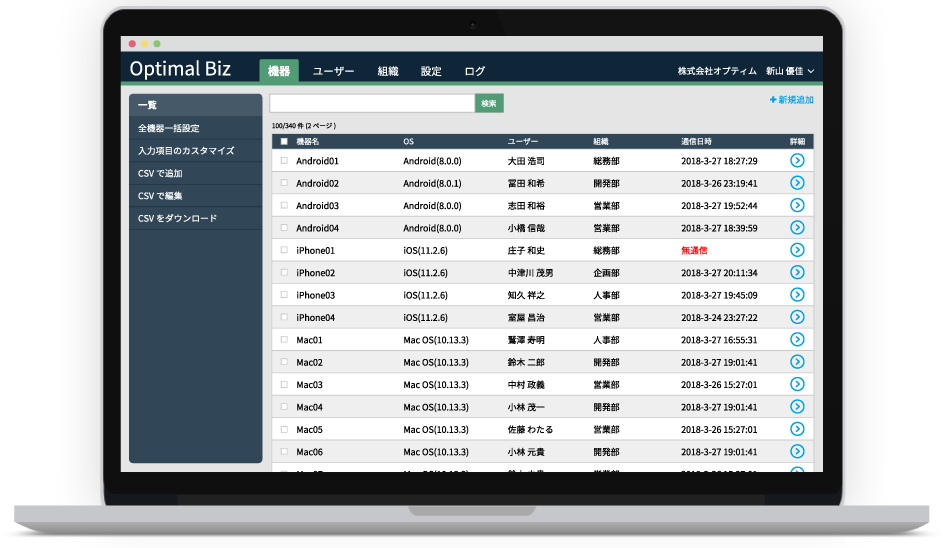 Optimal Biz 機器 ユーザー 組織 設定 ログ 株式会社オプティム 新山 優佳
一覧
全機器一括設定
入力項目のカスタマイズ
CSV で追加
CSV で編集
CSV をダウンロード
検索
+ 新規追加
100/340 件 (2 ページ )
機器名 OS ユーザー 組織 通信日時 詳細
Android01 Android(8.0.0) 大田 浩司 総務部 2018-3-27 18:27:29
Android02 Android(8.0.1) 冨田 和希 開発部 2018-3-26 23:19:41
Android03 Android(8.0.0) 志田 和裕 営業部 2018-3-27 19:52:44
Android04 Android(8.0.0) 小橋 信哉 営業部 2018-3-27 18:39:59
iPhone01 iOS(11.2.6) 庄子 和史 総務部 無通信
iPhone02 iOS(11.2.6) 中津川 茂男 企画部 2018-3-27 20:11:34
iPhone03 iOS(11.2.6) 知久 祥之 人事部 2018-3-27 19:45:09
iPhone04 iOS(11.2.6) 室屋 昌治 営業部 2018-3-24 23:27:22
Mac01 Mac OS(10.13.3) 鷲澤 寿明 人事部 2018-3-27 16:55:31
Mac02 Mac OS(10.13.3) 鈴木 二郎 開発部 2018-3-27 19:01:41
Mac03 Mac OS(10.13.3) 中村 政義 営業部 2018-3-26 15:27:01
Mac04 Mac OS(10.13.3) 小林 茂一 開発部 2018-3-27 19:01:41
Mac05 Mac OS(10.13.3) 佐藤 わたる 営業部 2018-3-26 15:27:01
Mac06 Mac OS(10.13.3) 小林 元貴 開発部 2018-3-27 19:01:41